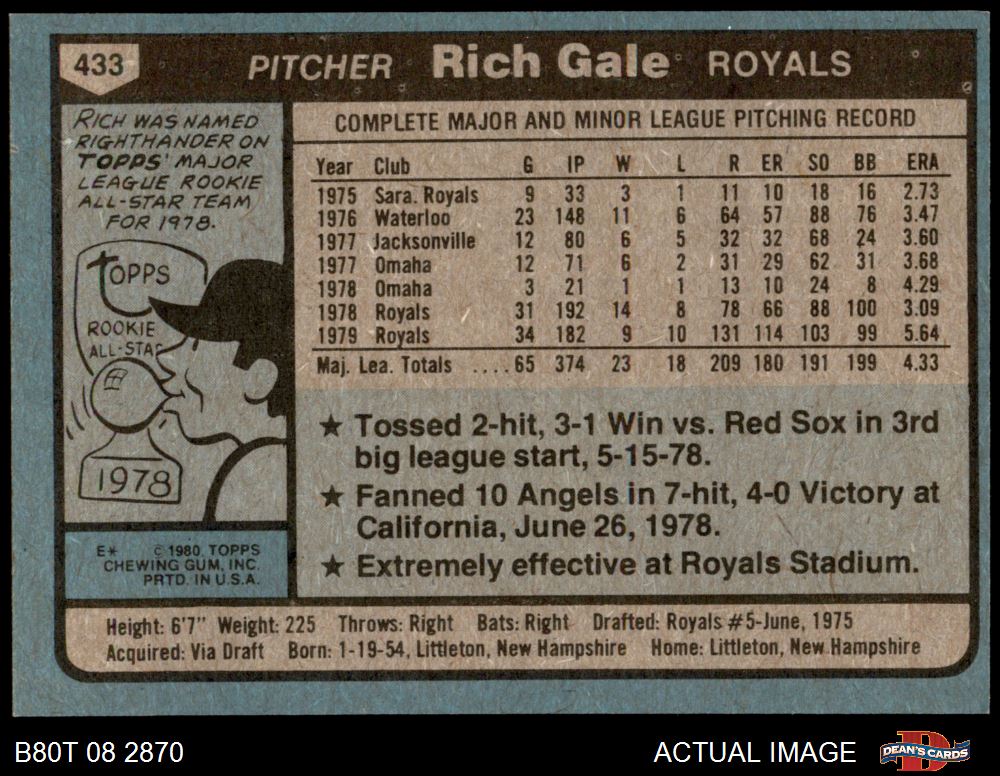 433
PITCHER Rich Gale ROYALS
RICH WAS NAMED
RIGHTHANDER ON
TOPPS' MAJOR
LEAGUE ROOKIE
ALL-STAR TEAM
FOR 1978.
TOPPS
ROOKIE
ALL-STAR
1978
E* © 1980 TOPPS
CHEWING GUM, INC.
PRTD. IN U.S.A.
COMPLETE MAJOR AND MINOR LEAGUE PITCHING RECORD
Year Club G IP W L R ER SO BB ERA
1975 Sara. Royals 9 33 3 1 11 10 18 16 2.73
1976 Waterloo 23 148 11 6 64 57 88 76 3.47
1977 Jacksonville 12 80 6 5 32 32 68 24 3.60
1977 Omaha 12 71 6 2 31 29 62 31 3.68
1978 Omaha 3 21 1 1 13 10 24 8 4.29
1978 Royals 31 192 14 8 78 66 88 100 3.09
1979 Royals 34 182 9 10 131 114 103 99 5.64
Maj. Lea. Totals ....65 374 23 18 209 180 191 199 4.33
★ Tossed 2-hit, 3-1 Win vs. Red Sox in 3rd
big league start, 5-15-78.
★ Fanned 10 Angels in 7-hit, 4-0 Victory at
California, June 26, 1978.
★ Extremely effective at Royals Stadium.
Height: 6'7" Weight: 225 Throws: Right Bats: Right Drafted: Royals #5-June, 1975
Acquired: Via Draft Born: 1-19-54, Littleton, New Hampshire Home: Littleton, New Hampshire
B80T 08 2870
ACTUAL IMAGE
D
DEAN'S CARDS